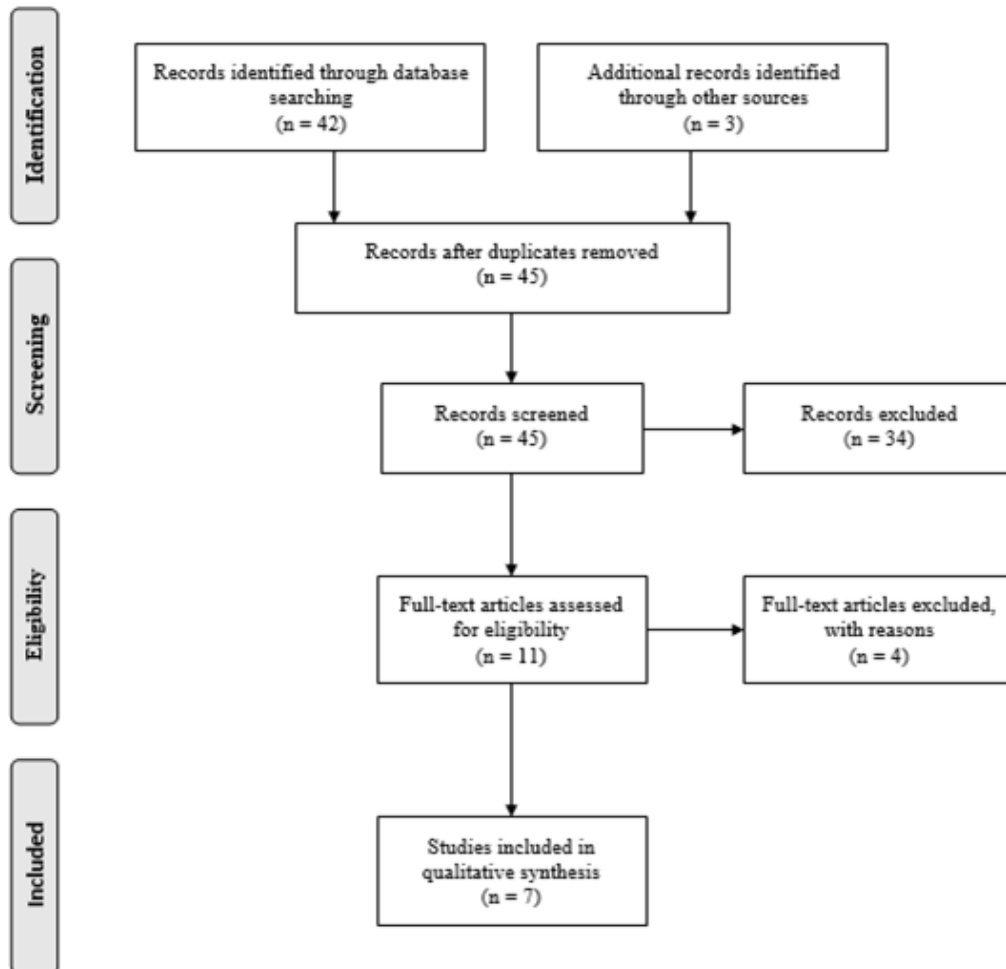 Identification
Records identified through database
searching
(n = 42)
Additional records identified
through other sources
(n = 3)
Records after duplicates removed
(n = 45)
Screening
Records screened
(n = 45)
Records excluded
(n = 34)
Eligibility
Full-text articles assessed
for eligibility
(n = 11)
Full-text articles excluded,
with reasons
(n = 4)
Included
Studies included in
qualitative synthesis
(n = 7)